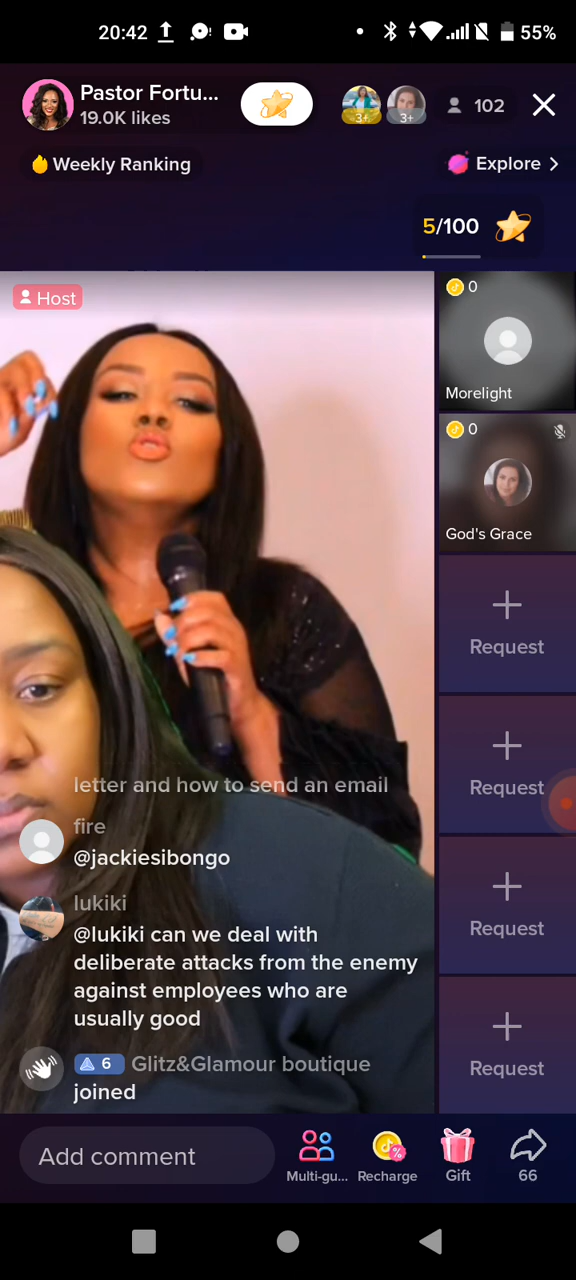 20:42
55%
Pastor Fortu...
19.0K likes
3+
3+
102
Weekly Ranking
Explore >
5/100
Host
0
Morelight
0
God's Grace
Request
Request
Request
Request
letter and how to send an email
fire
@jackiesibongo
lukiki
@lukiki can we deal with
deliberate attacks from the enemy
against employees who are
usually good
6 Glitz&Glamour boutique
joined
Add comment
Multi-gu...
Recharge
Gift
66